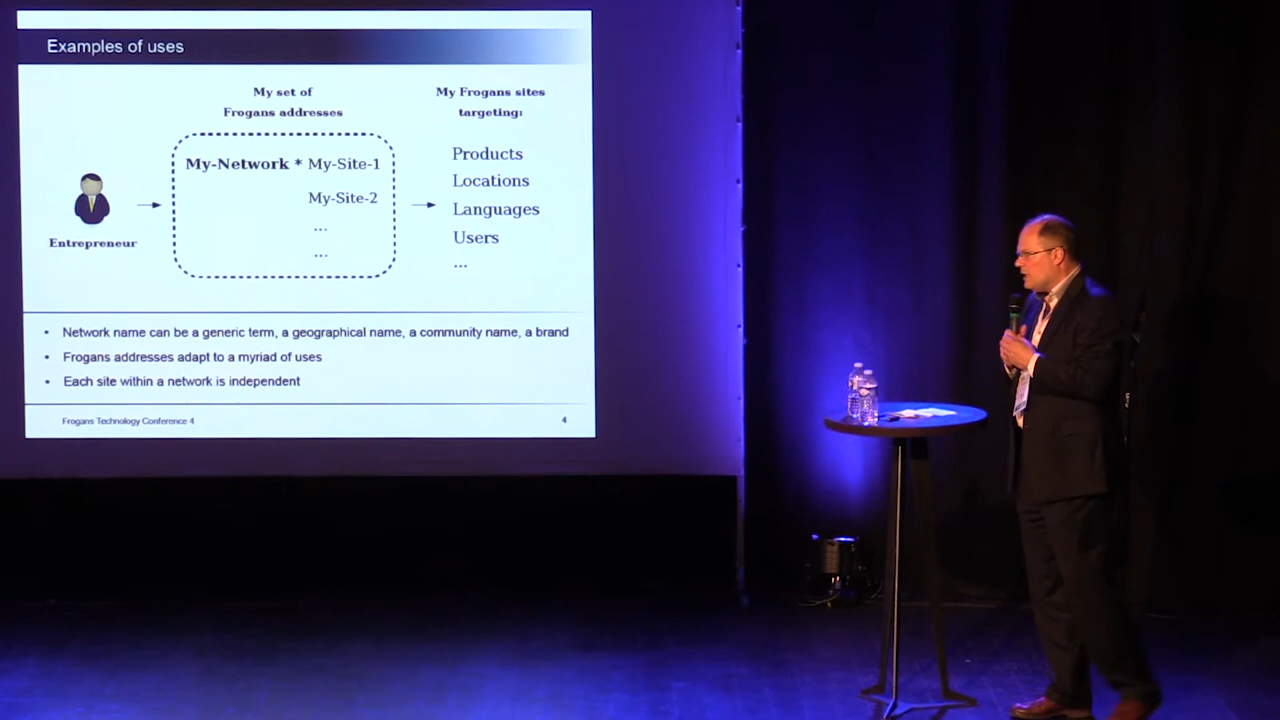 Examples of uses
My set of
Frogans addresses
My Frogans sites
targeting:
My-Network * My-Site-1
My-Site-2
...
...
Entrepreneur
Products
Locations
Languages
Users
...
• Network name can be a generic term, a geographical name, a community name, a brand
• Frogans addresses adapt to a myriad of uses
• Each site within a network is independent
Frogans Technology Conference 4
4